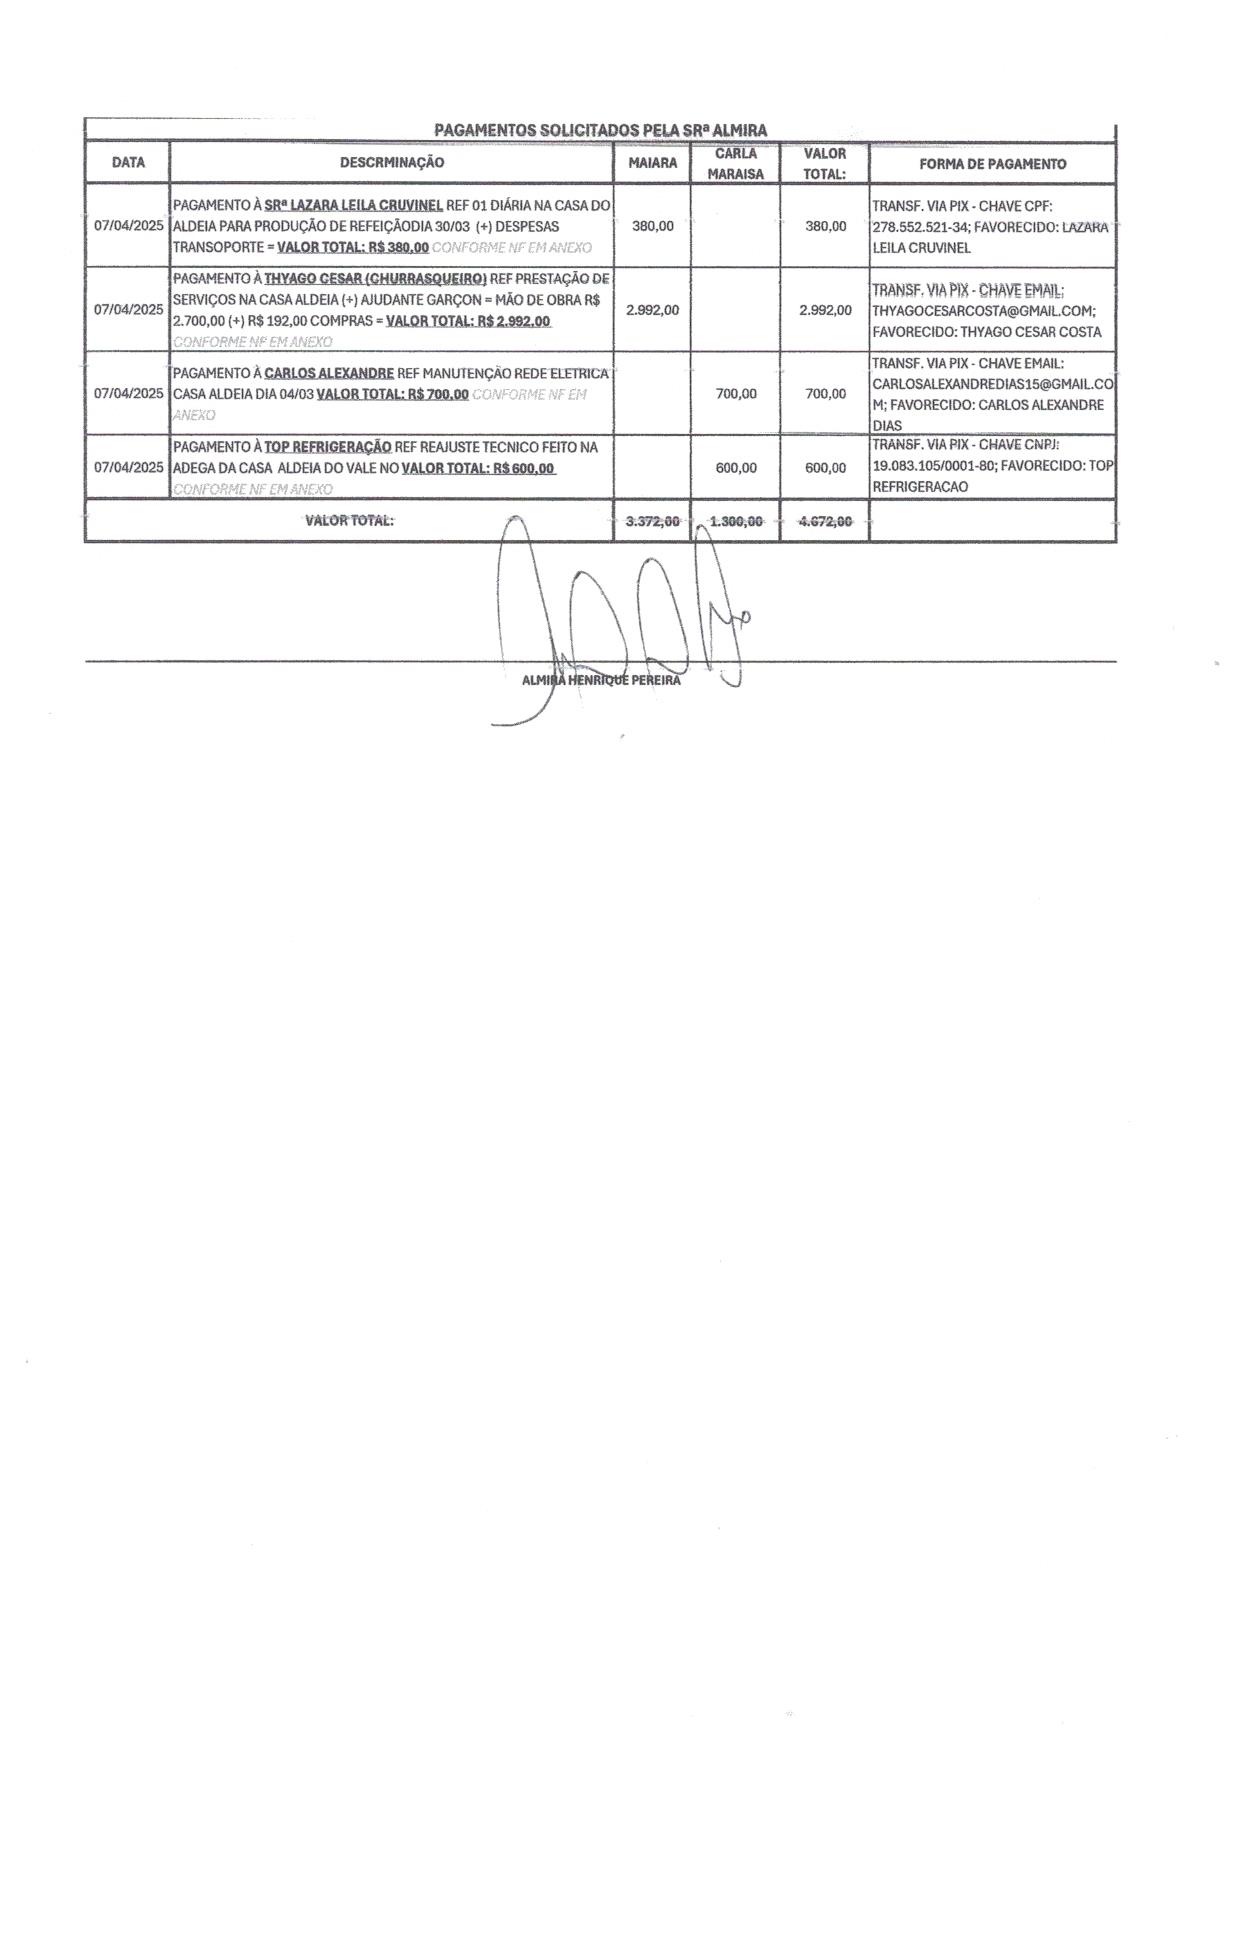 PAGAMENTOS SOLICITADOS PELA SRª ALMIRA
DATA
DESCRMINAÇÃO
MAIARA
CARLA
MARAISA
VALOR
TOTAL:
FORMA DE PAGAMENTO
07/04/2025
PAGAMENTO À SRª LAZARA LEILA CRUVINEL REF 01 DIÁRIA NA CASA DO
ALDEIA PARA PRODUÇÃO DE REFEIÇÃODIA 30/03 (+) DESPESAS
TRANSOPORTE = VALOR TOTAL: R$ 380,00 CONFORME NF EM ANEXO
380,00
380,00
TRANSF. VIA PIX - CHAVE CPF:
278.552.521-34; FAVORECIDO: LAZARA
LEILA CRUVINEL
07/04/2025
PAGAMENTO À THYAGO CESAR (CHURRASQUEIRO) REF PRESTAÇÃO DE
SERVIÇOS NA CASA ALDEIA (+) AJUDANTE GARÇON = MÃO DE OBRA R$
2.700,00 (+) R$ 192,00 COMPRAS = VALOR TOTAL: R$ 2.992,00
CONFORME NF EM ANEXO
2.992,00
2.992,00
TRANSF. VIA PIX - CHAVE EMAIL:
THYAGOCESARCOSTA@GMAIL.COM;
FAVORECIDO: THYAGO CESAR COSTA
07/04/2025
PAGAMENTO À CARLOS ALEXANDRE REF MANUTENÇÃO REDE ELETRICA
CASA ALDEIA DIA 04/03 VALOR TOTAL: R$ 700,00 CONFORME NF EM
ANEXO
700,00
700,00
TRANSF. VIA PIX - CHAVE EMAIL:
CARLOSALEXANDREDIAS15@GMAIL.CO
M; FAVORECIDO: CARLOS ALEXANDRE
DIAS
07/04/2025
PAGAMENTO À TOP REFRIGERAÇÃO REF REAJUSTE TECNICO FEITO NA
ADEGA DA CASA ALDEIA DO VALE NO VALOR TOTAL: R$ 600,00
CONFORME NF EM ANEXO
600,00
600,00
TRANSF. VIA PIX - CHAVE CNPJ:
19.083.105/0001-80; FAVORECIDO: TOP
REFRIGERACAO
VALOR TOTAL:
3.372,00
1.300,00
4.672,00
ALMIRA HENRIQUE PEREIRA